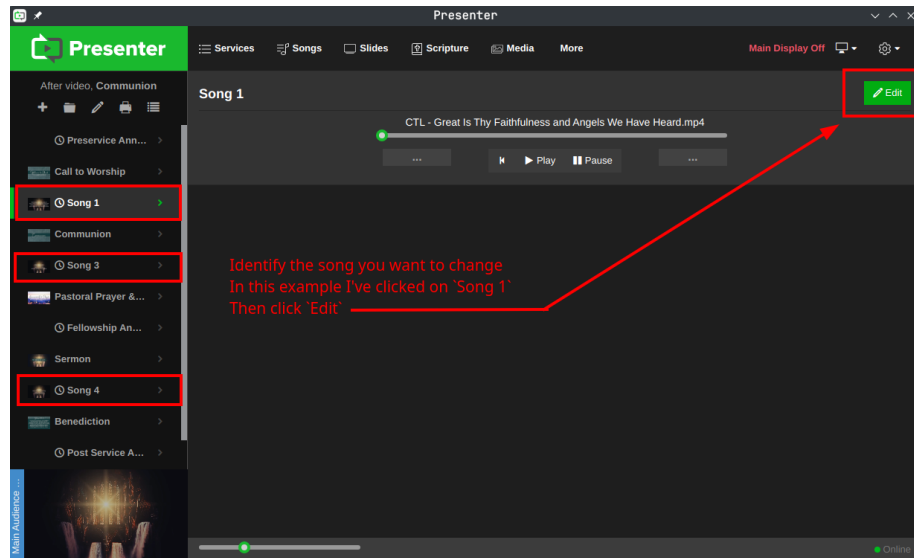 Presenter
Presenter
Services
Songs
Slides
Scripture
Media
More
Main Display Off
After video, Communion
Song 1
Edit
CTL - Great Is Thy Faithfulness and Angels We Have Heard.mp4
...
Play
Pause
...
Preservice Ann...
Call to Worship
Song 1
Communion
Song 3
Pastoral Prayer &...
Fellowship An...
Sermon
Song 4
Benediction
Post Service A...
Identify the song you want to change
In this example I've clicked on `Song 1`
Then click `Edit`
Main Audience ...
Online